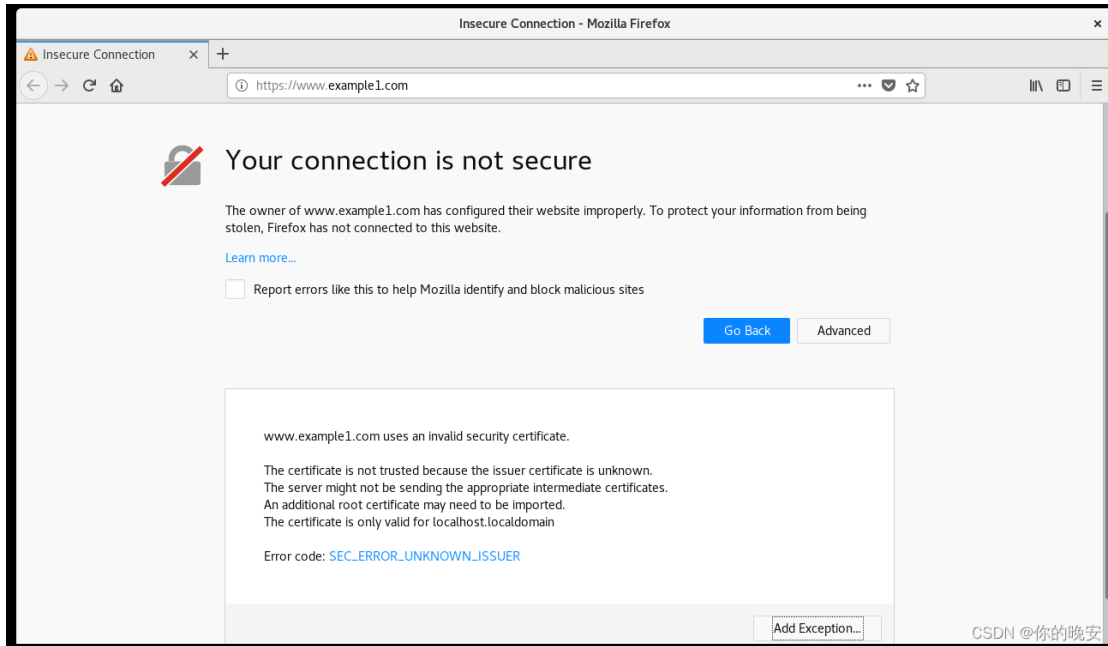 Insecure Connection - Mozilla Firefox
Insecure Connection
https://www.example1.com
Your connection is not secure
The owner of www.example1.com has configured their website improperly. To protect your information from being
stolen, Firefox has not connected to this website.
Learn more...
Report errors like this to help Mozilla identify and block malicious sites
Go Back
Advanced
www.example1.com uses an invalid security certificate.
The certificate is not trusted because the issuer certificate is unknown.
The server might not be sending the appropriate intermediate certificates.
An additional root certificate may need to be imported.
The certificate is only valid for localhost.localdomain
Error code: SEC_ERROR_UNKNOWN_ISSUER
Add Exception...
CSDN @你的晚安